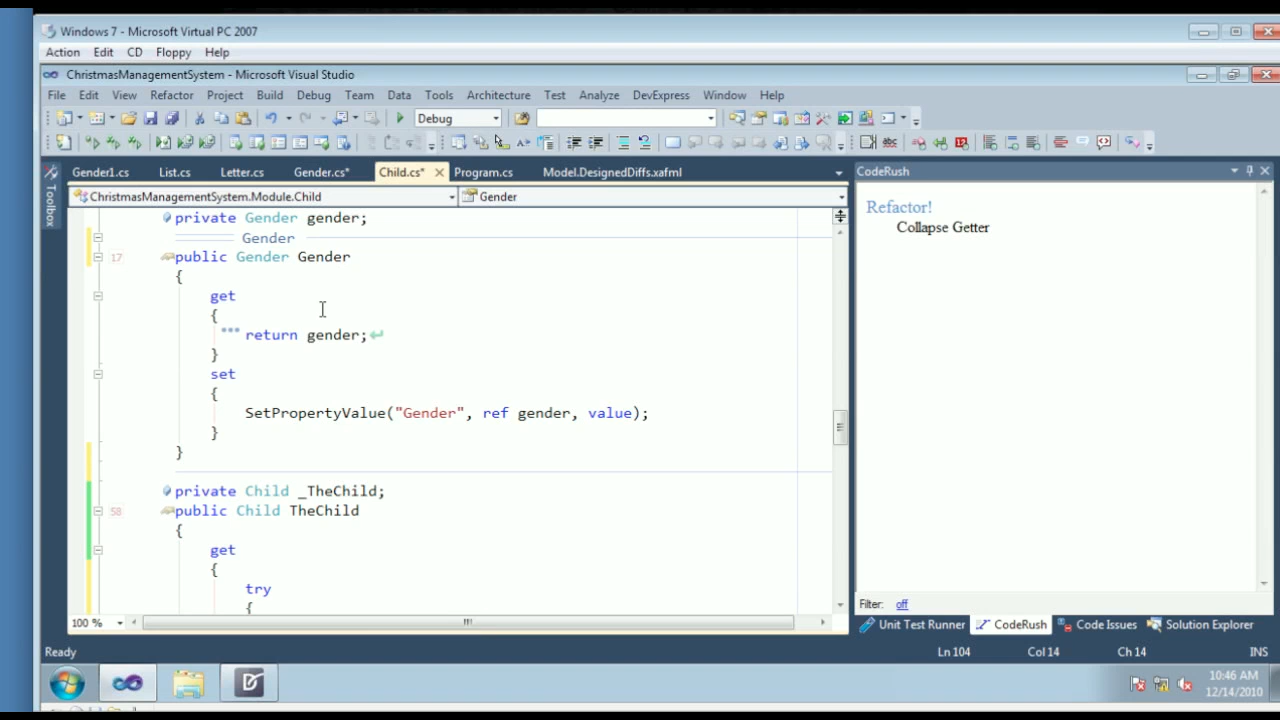 Windows 7 - Microsoft Virtual PC 2007
Action Edit CD Floppy Help
ChristmasManagementSystem - Microsoft Visual Studio
File Edit View Refactor Project Build Debug Team Data Tools Architecture Test Analyze DevExpress Window Help
Debug
Gender1.cs List.cs Letter.cs Gender.cs* Child.cs* Program.cs Model.DesignedDiffs.xafml
CodeRush
Toolbox
ChristmasManagementSystem.Module.Child Gender
private Gender gender;
Refactor!
Gender
Collapse Getter
17 public Gender Gender
{
get
{
return gender;
}
set
{
SetPropertyValue("Gender", ref gender, value);
}
}
private Child _TheChild;
58 public Child TheChild
{
get
{
try
{
Filter: off
100 %
Unit Test Runner CodeRush Code Issues Solution Explorer
Ready Ln 104 Col 14 Ch 14 INS
10:46 AM
12/14/2010